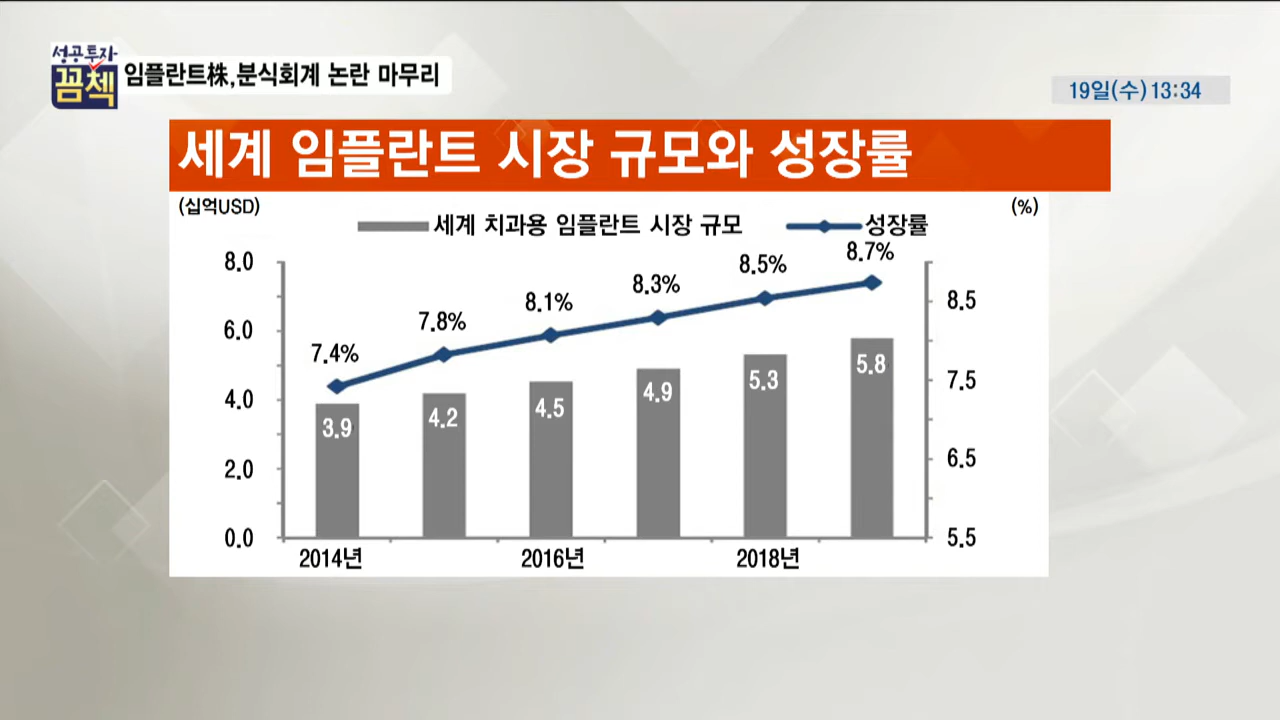 성공투자
꼼첵
임플란트株,분식회계 논란 마무리
19일(수)13:34
세계 임플란트 시장 규모와 성장률
(십억USD)
(%)
세계 치과용 임플란트 시장 규모
성장률
8.0
6.0
4.0
2.0
0.0
7.4%
7.8%
8.1%
8.3%
8.5%
8.7%
3.9
4.2
4.5
4.9
5.3
5.8
8.5
7.5
6.5
5.5
2014년
2016년
2018년